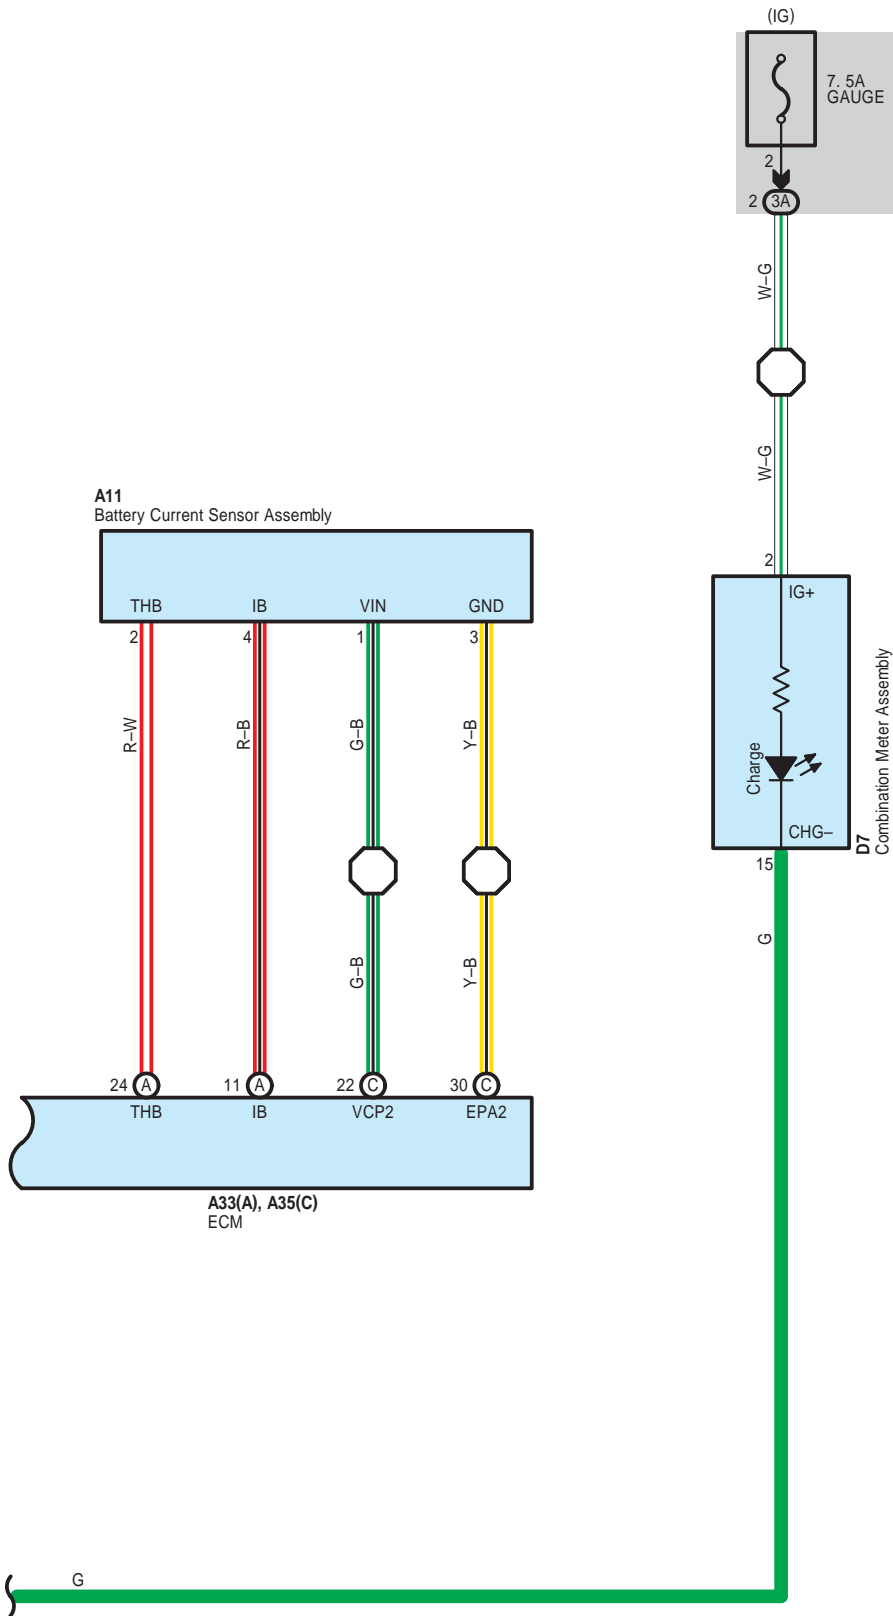 (IG)
7. 5A
GAUGE
2
2 3A
W–G
W–G
2
IG+
Charge
CHG–
D7
Combination Meter Assembly
15
G
A11
Battery Current Sensor Assembly
THB IB VIN GND
2 4 1 3
R–W R–B G–B Y–B
G–B Y–B
24 A 11 A 22 C 30 C
THB IB VCP2 EPA2
A33(A), A35(C)
ECM
G